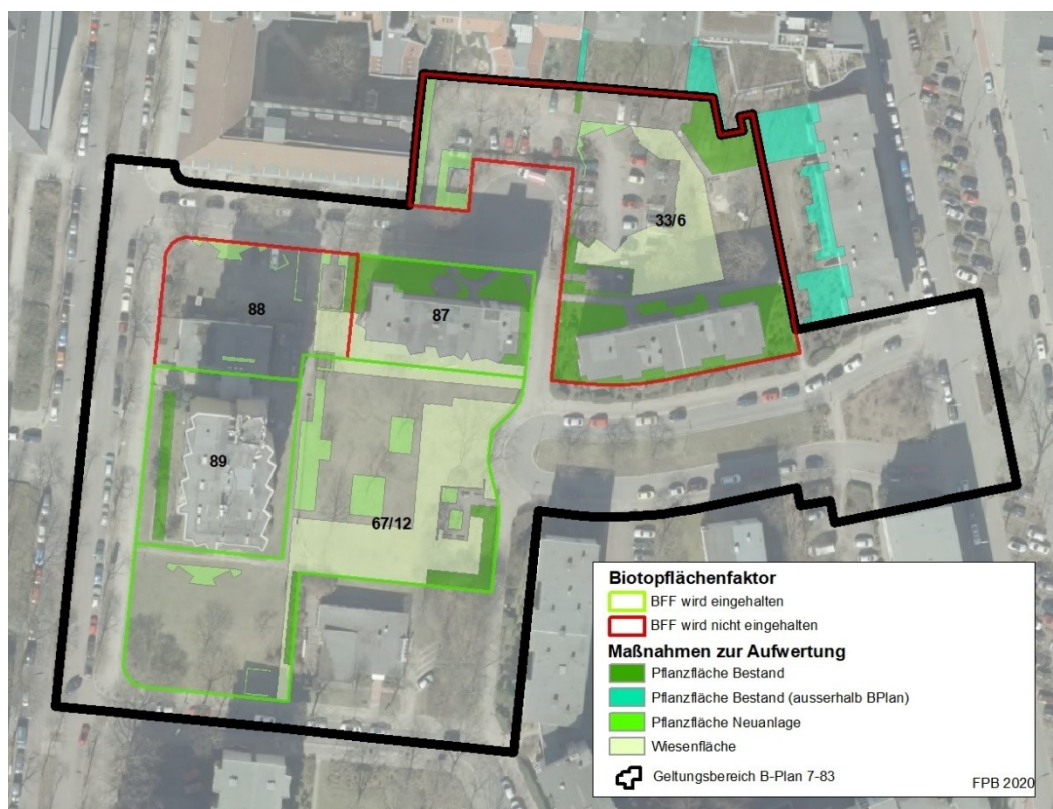 33/6
88
87
89
67/12
Biotopflächenfaktor
BFF wird eingehalten
BFF wird nicht eingehalten
Maßnahmen zur Aufwertung
Pflanzfläche Bestand
Pflanzfläche Bestand (ausserhalb BPlan)
Pflanzfläche Neuanlage
Wiesenfläche
Geltungsbereich B-Plan 7-83
FPB 2020